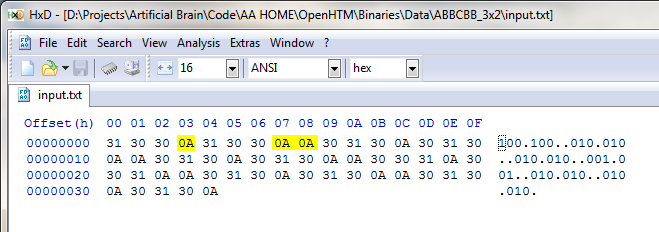 HxD - [D:\Projects\Artificial Brain\Code\AA HOME\OpenHTM\Binaries\Data\ABBCBB_3x2\input.txt]
File Edit Search View Analysis Extras Window ?
16 ANSI hex
input.txt
Offset(h) 00 01 02 03 04 05 06 07 08 09 0A 0B 0C 0D 0E 0F
00000000 31 30 30 0A 31 30 30 0A 0A 30 31 30 0A 30 31 30 100.100..010.010
00000010 0A 0A 30 31 30 0A 30 31 30 0A 0A 30 30 31 0A 30 ..010.010..001.0
00000020 30 31 0A 0A 30 31 30 0A 30 31 30 0A 0A 30 31 30 01..010.010..010
00000030 0A 30 31 30 0A .010.